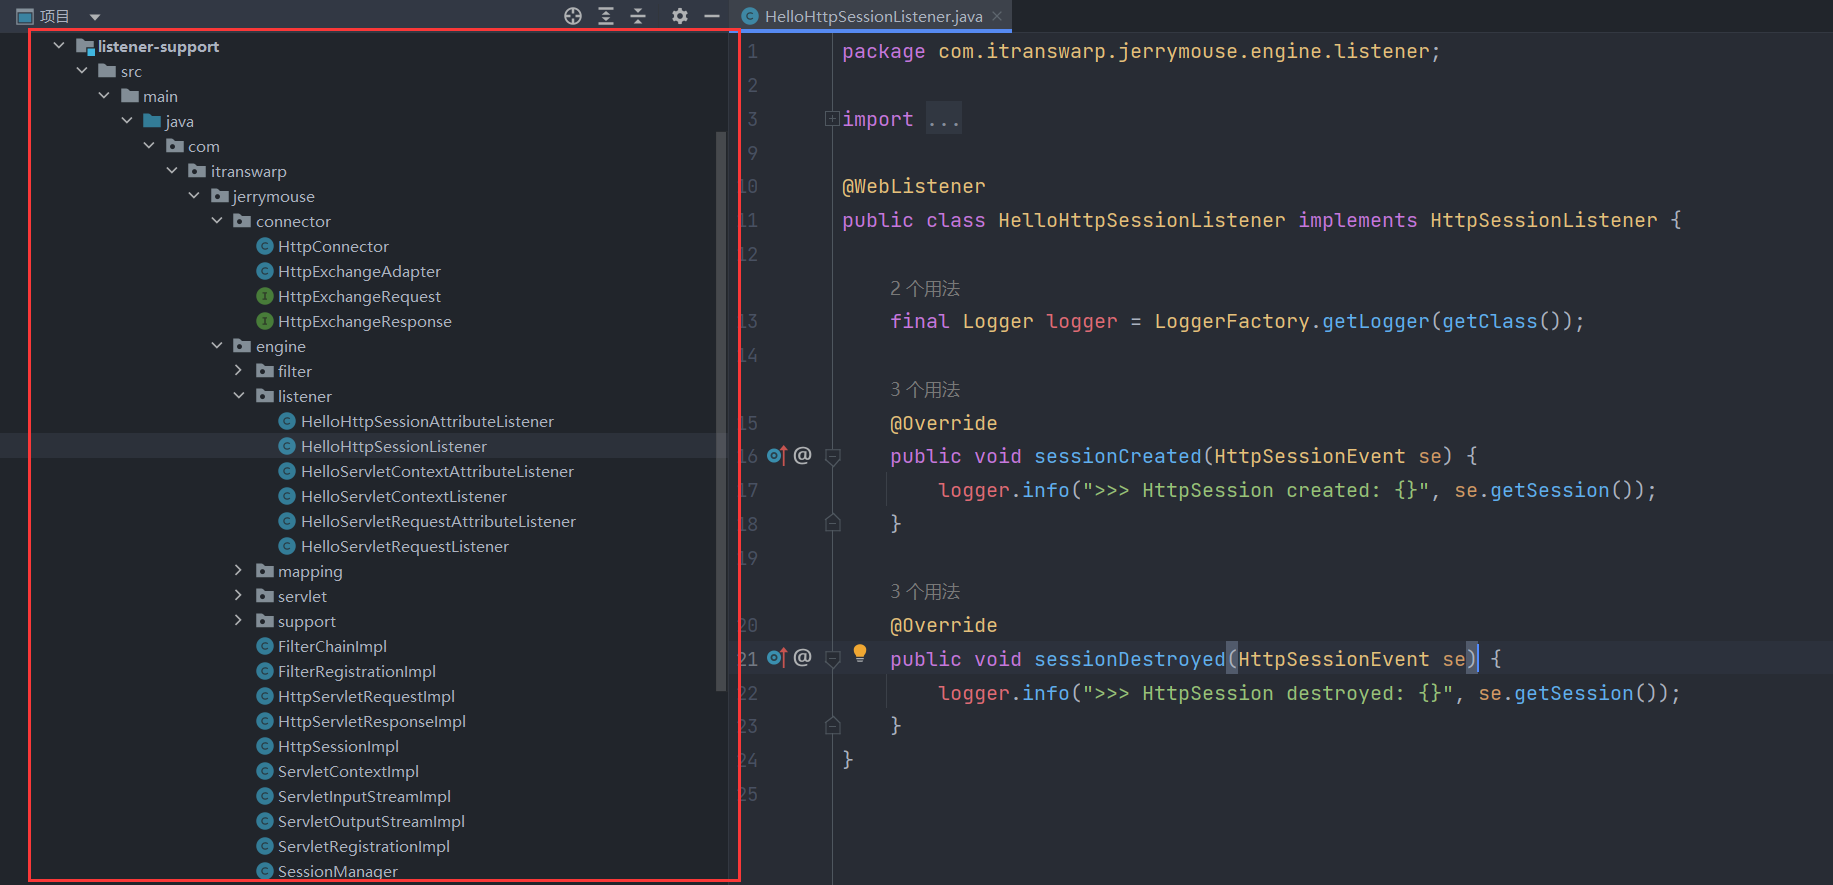 项目
listener-support
src
main
java
com
itranswarp
jerrymouse
connector
HttpConnector
HttpExchangeAdapter
HttpExchangeRequest
HttpExchangeResponse
engine
filter
listener
HelloHttpSessionAttributeListener
HelloHttpSessionListener
HelloServletContextAttributeListener
HelloServletContextListener
HelloServletRequestAttributeListener
HelloServletRequestListener
mapping
servlet
support
FilterChainImpl
FilterRegistrationImpl
HttpServletRequestImpl
HttpServletResponseImpl
HttpSessionImpl
ServletContextImpl
ServletInputStreamImpl
ServletOutputStreamImpl
ServletRegistrationImpl
SessionManager
HelloHttpSessionListener.java
1 package com.itranswarp.jerrymouse.engine.listener;
2
3 import ...
9
10 @WebListener
11 public class HelloHttpSessionListener implements HttpSessionListener {
12
2 个用法
13 final Logger logger = LoggerFactory.getLogger(getClass());
14
3 个用法
15 @Override
16 @ public void sessionCreated(HttpSessionEvent se) {
17 logger.info(">>> HttpSession created: {}", se.getSession());
18 }
19
3 个用法
20 @Override
21 @ public void sessionDestroyed(HttpSessionEvent se) {
22 logger.info(">>> HttpSession destroyed: {}", se.getSession());
23 }
24 }
25